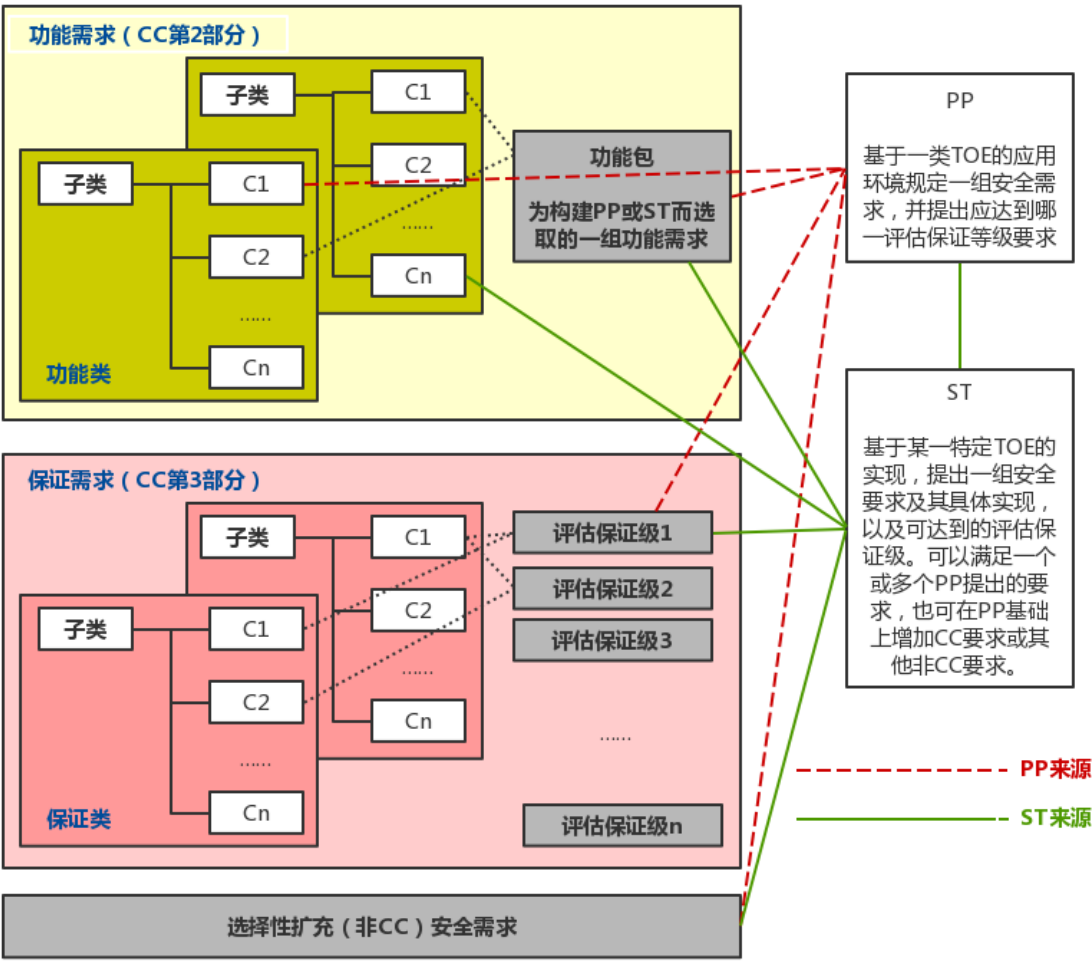 功能需求（CC第2部分）
子类
C1
C2
……
Cn
子类
C1
C2
……
Cn
功能类
功能包
为构建PP或ST而选
取的一组功能需求
PP
基于一类TOE的应用
环境规定一组安全需
求，并提出应达到哪
一评估保证等级要求
保证需求（CC第3部分）
子类
C1
C2
……
Cn
子类
C1
C2
……
Cn
保证类
评估保证级1
评估保证级2
评估保证级3
……
评估保证级n
ST
基于某一特定TOE的
实现，提出一组安全
要求及其具体实现，
以及可达到的评估保
证级。可以满足一个
或多个PP提出的要
求，也可在PP基础
上增加CC要求或其
他非CC要求。
PP来源
ST来源
选择性扩充（非CC）安全需求